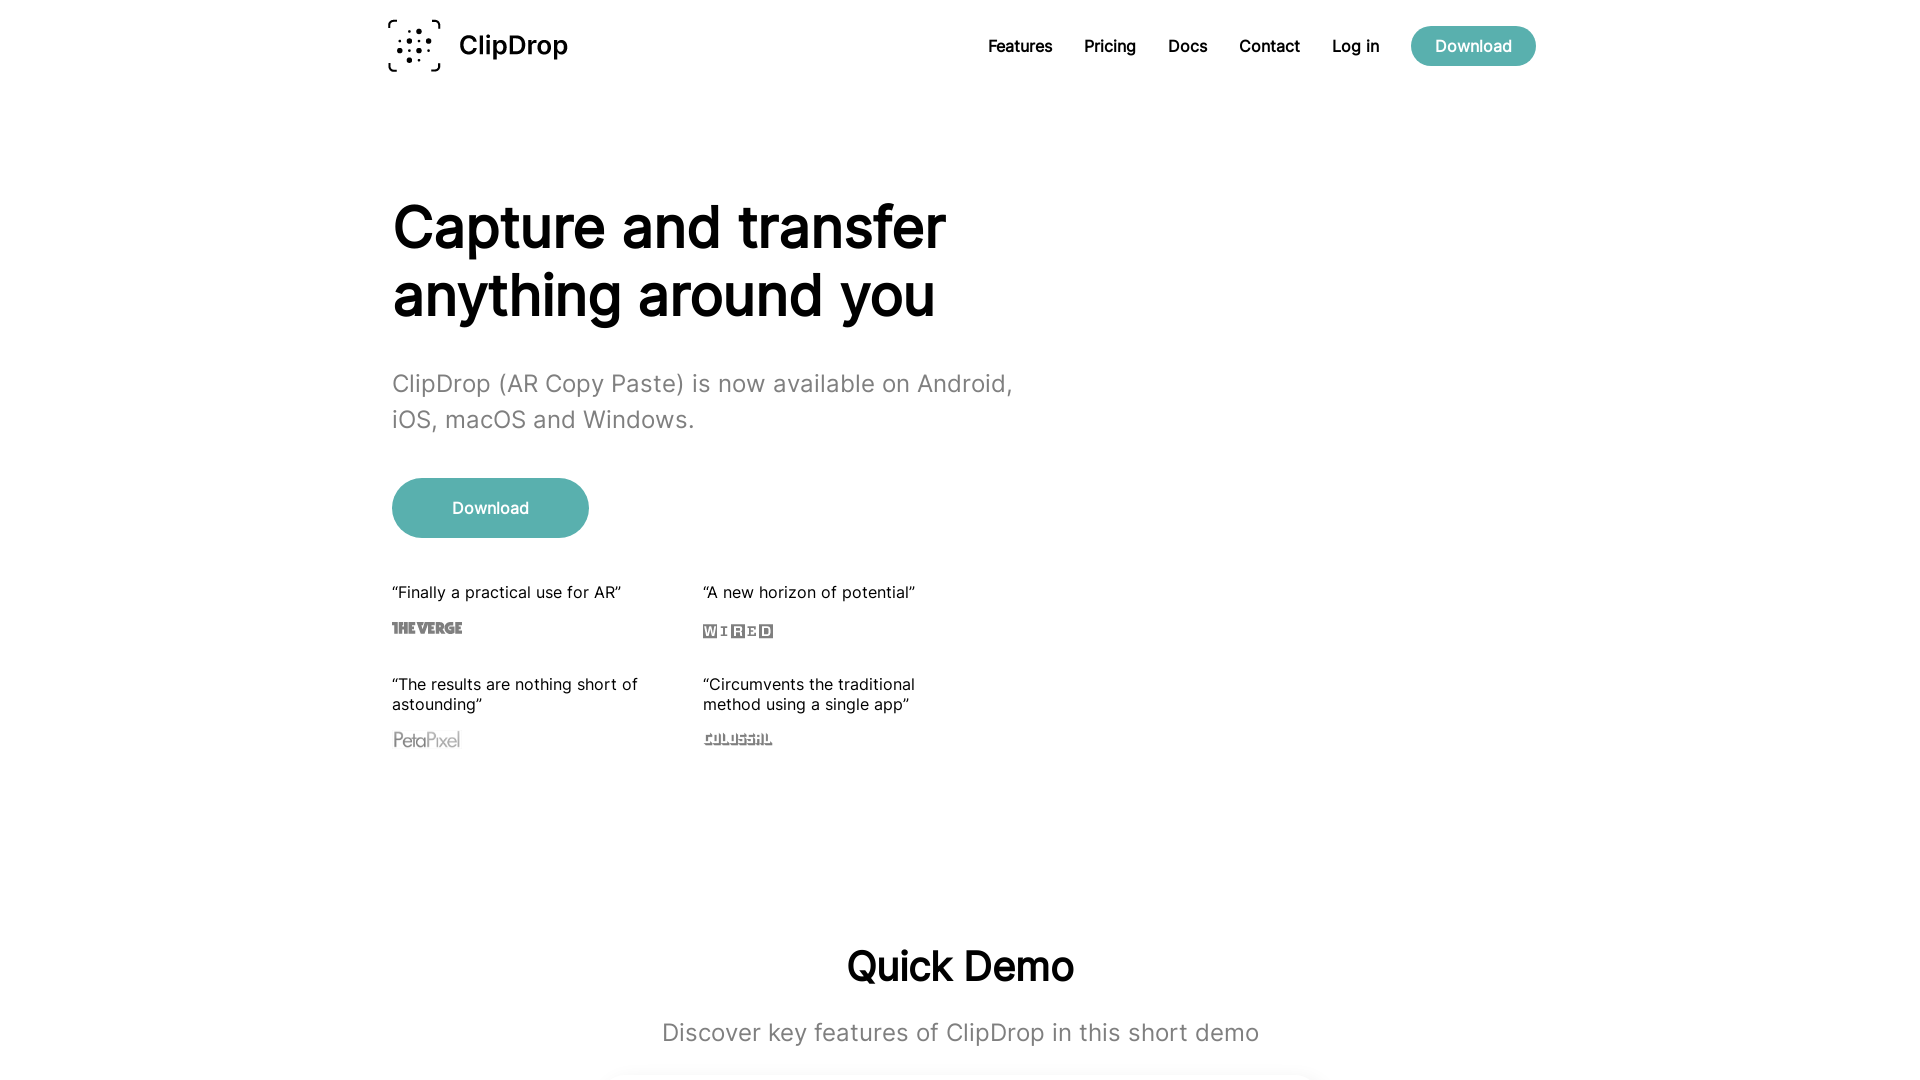 ClipDrop
Features
Pricing
Docs
Contact
Log in
Download
Capture and transfer
anything around you
ClipDrop (AR Copy Paste) is now available on Android,
iOS, macOS and Windows.
Download
“Finally a practical use for AR”
THE VERGE
“A new horizon of potential”
WIRED
“The results are nothing short of
astounding”
PetaPixel
“Circumvents the traditional
method using a single app”
COLOSSAL
Quick Demo
Discover key features of ClipDrop in this short demo